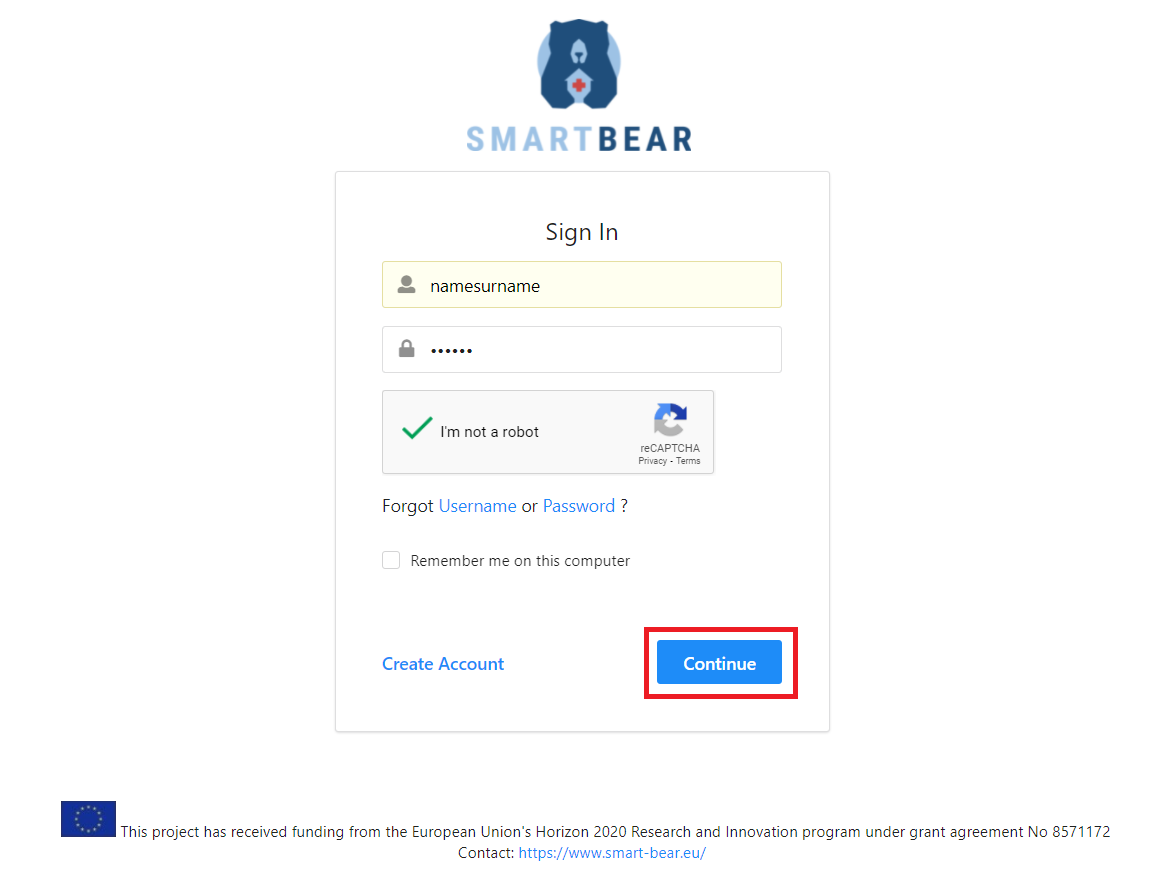 SMARTBEAR
Sign In
namesurname
••••••
I'm not a robot
reCAPTCHA
Privacy - Terms
Forgot Username or Password ?
Remember me on this computer
Create Account
Continue
This project has received funding from the European Union's Horizon 2020 Research and Innovation program under grant agreement No 8571172
Contact: https://www.smart-bear.eu/